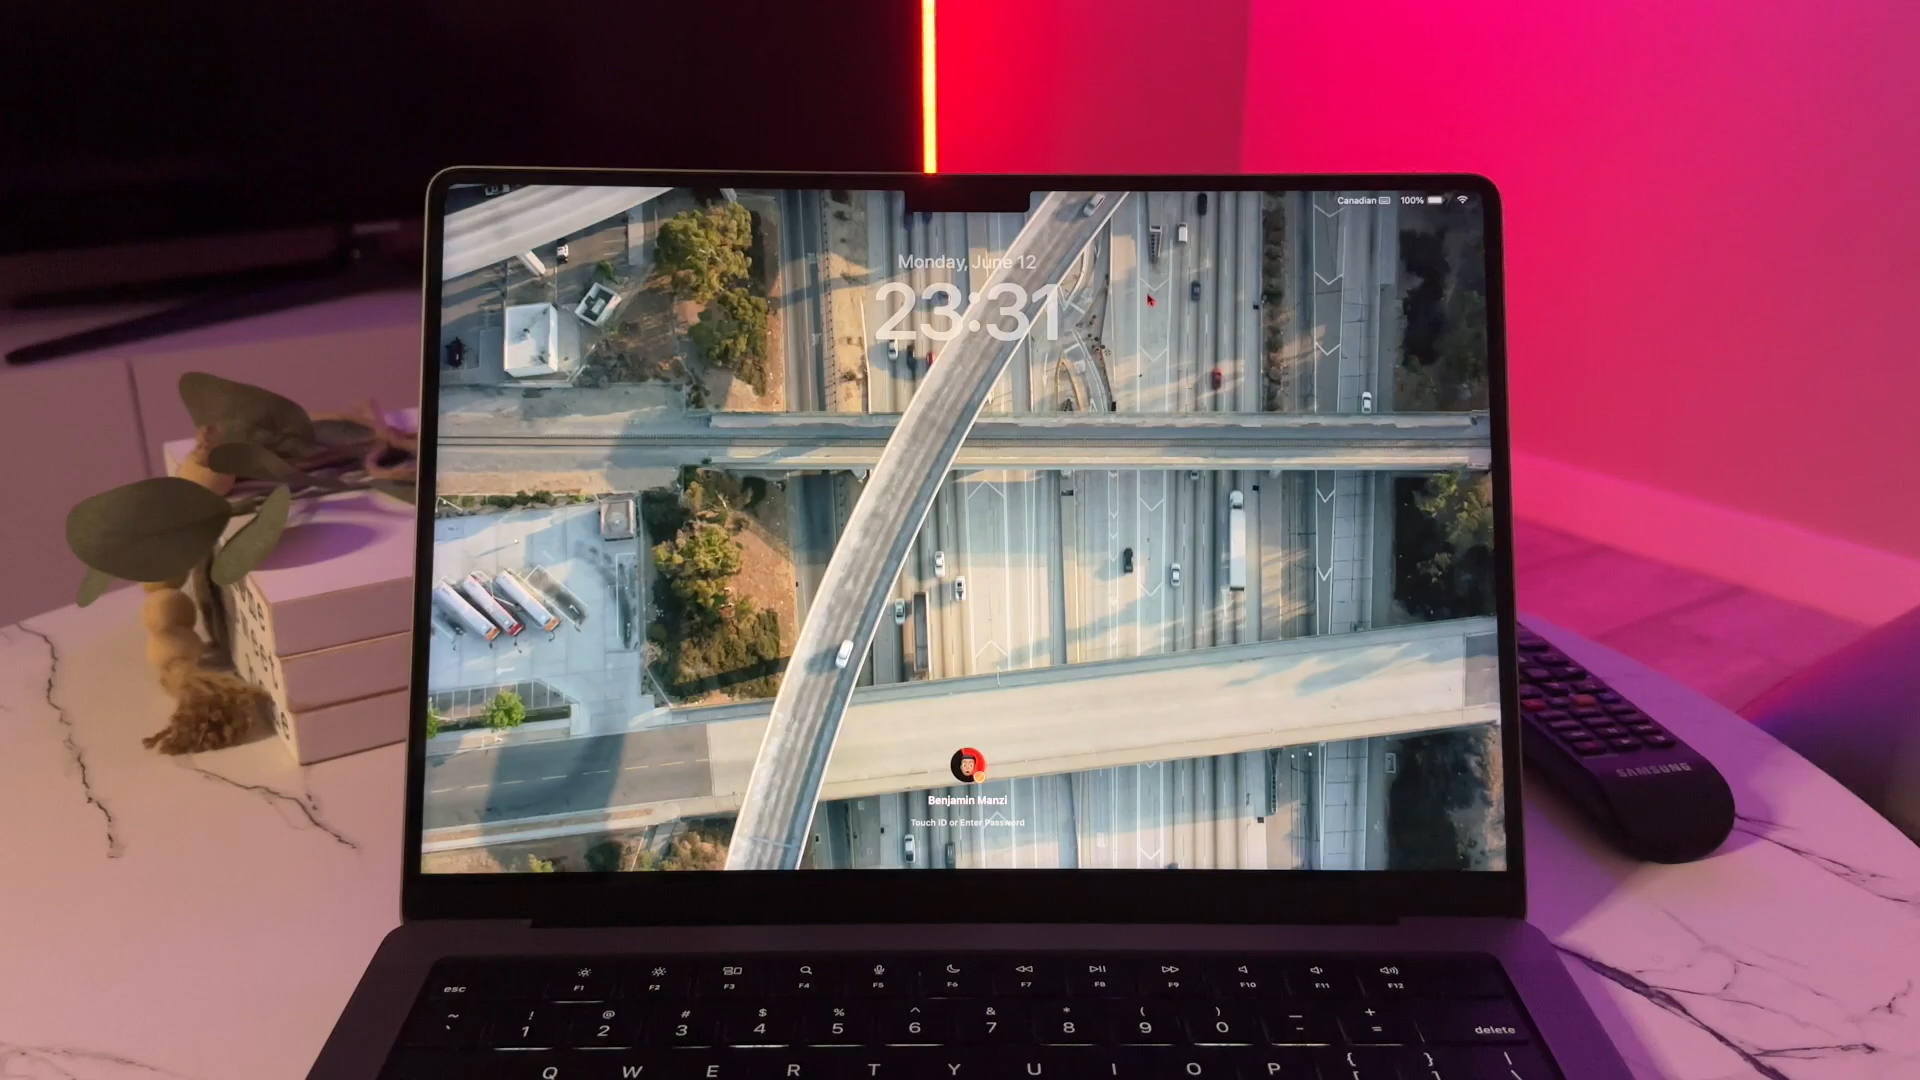 Canadian 100%
Monday, June 12
23:31
Benjamin Manzi
Touch ID or Enter Password
SAMSUNG
esc F1 F2 F3 F4 F5 F6 F7 F8 F9 F10 F11 F12
~ ! @ # $ % ^ & * ( ) _ +
` 1 2 3 4 5 6 7 8 9 0 - = delete
Q W E R T Y U I O P { } |